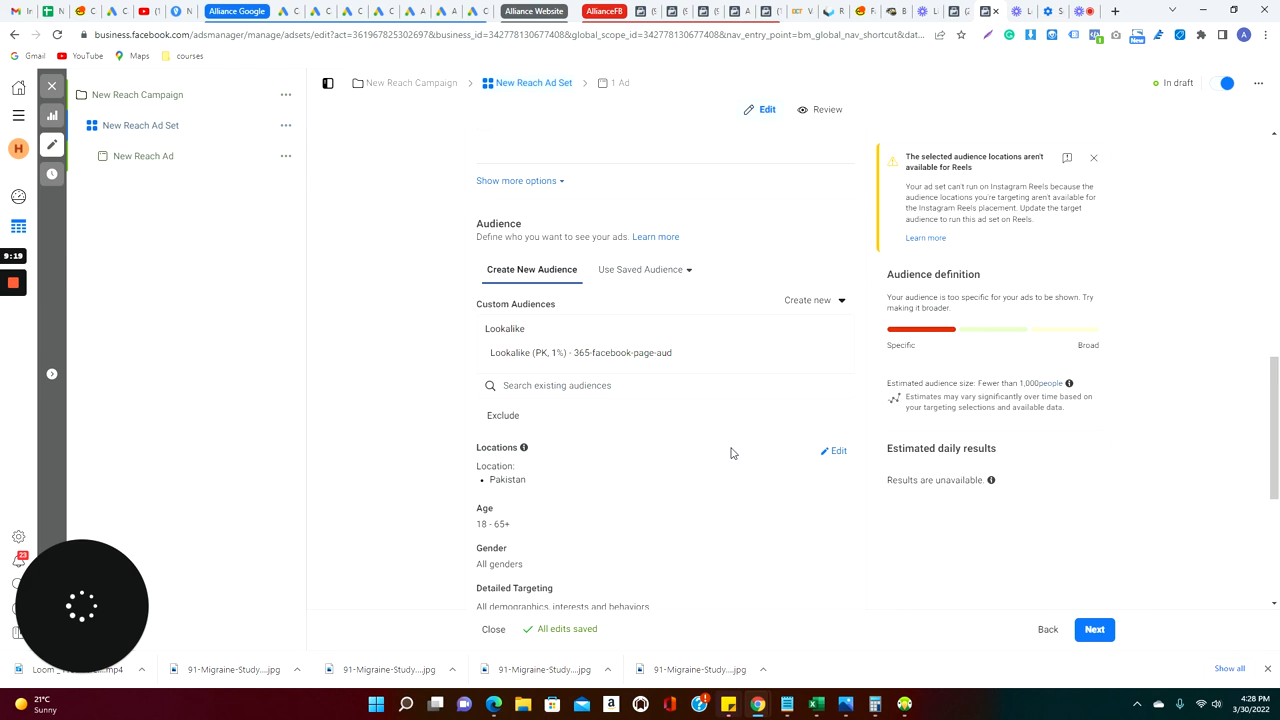 Alliance Google
Alliance Website
AllianceFB
business.facebook.com/adsmanager/manage/adsets/edit?act=3619678253026978&business_id=3427781306774088&global_scope_id=3427781306774088&nav_entry_point=bm_global_nav_shortcut&dat...
Gmail
YouTube
Maps
courses
New Reach Campaign
New Reach Ad Set
New Reach Ad
New Reach Campaign
New Reach Ad Set
1 Ad
In draft
Edit
Review
H
9:19
23
Show more options
Audience
Define who you want to see your ads. Learn more
Create New Audience
Use Saved Audience
Custom Audiences
Create new
Lookalike
Lookalike (PK, 1%) - 365-facebook-page-aud
Search existing audiences
Exclude
Locations
Edit
Location:
• Pakistan
Age
18 - 65+
Gender
All genders
Detailed Targeting
All demographics, interests and behaviors
The selected audience locations aren't
available for Reels
Your ad set can't run on Instagram Reels because the
audience locations you're targeting aren't available for
the Instagram Reels placement. Update the target
audience to run this ad set on Reels.
Learn more
Audience definition
Your audience is too specific for your ads to be shown. Try
making it broader.
Specific
Broad
Estimated audience size: Fewer than 1,000people
Estimates may vary significantly over time based on
your targeting selections and available data.
Estimated daily results
Results are unavailable.
Close
All edits saved
Back
Next
91-Migraine-Study....jpg
91-Migraine-Study....jpg
91-Migraine-Study....jpg
91-Migraine-Study....jpg
Show all
21°C
Sunny
4:28 PM
3/30/2022